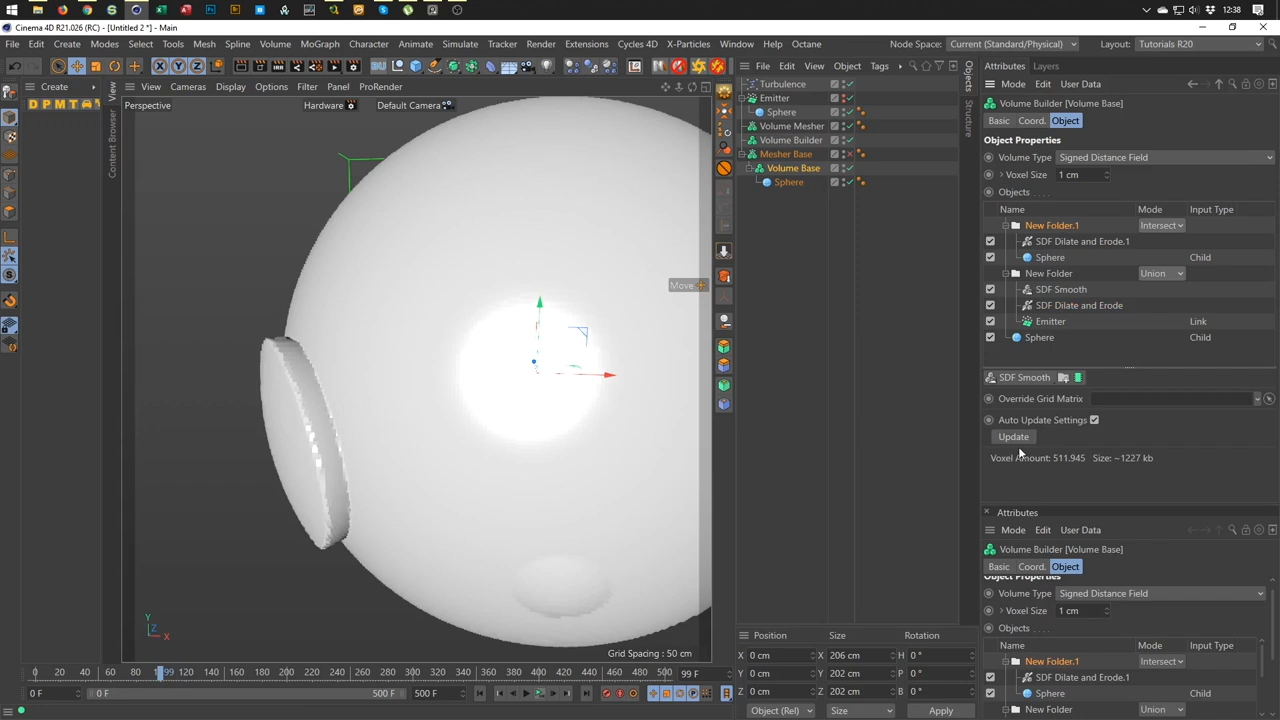 12:38
Cinema 4D R21.026 (RC) - [Untitled 2 *] - Main
File Edit Create Modes Select Tools Mesh Spline Volume MoGraph Character Animate Simulate Tracker Render Extensions Cycles 4D X-Particles Window Help Octane
Node Space: Current (Standard/Physical) Layout: Tutorials R20
Create
D P M T
View
Content Browser
View Cameras Display Options Filter Panel ProRender
Perspective Hardware Default Camera
Move
Grid Spacing : 50 cm
Y
Z X
File Edit View Object Tags
Objects
Structure
Turbulence
Emitter
Sphere
Volume Mesher
Volume Builder
Mesher Base
Volume Base
Sphere
Attributes Layers
Mode Edit User Data
Volume Builder [Volume Base]
Basic Coord. Object
Object Properties
Volume Type Signed Distance Field
Voxel Size 1 cm
Objects . . . .
Name Mode Input Type
New Folder.1 Intersect
SDF Dilate and Erode.1
Sphere Child
New Folder Union
SDF Smooth
SDF Dilate and Erode
Emitter Link
Sphere Child
SDF Smooth
Override Grid Matrix
Auto Update Settings
Update
Voxel Amount: 511.945 Size: ~1227 kb
Attributes
Mode Edit User Data
Volume Builder [Volume Base]
Basic Coord. Object
Object Properties
Volume Type Signed Distance Field
Voxel Size 1 cm
Objects . . . .
Name Mode Input Type
New Folder.1 Intersect
SDF Dilate and Erode.1
Sphere Child
New Folder Union
Position Size Rotation
X 0 cm X 206 cm H 0 °
Y 0 cm Y 202 cm P 0 °
Z 0 cm Z 202 cm B 0 °
Object (Rel) Size Apply
0 20 40 60 80 99 120 140 160 180 200 220 240 260 280 300 320 340 360 380 400 420 440 460 480 500 99 F
0 F 0 F 500 F 500 F